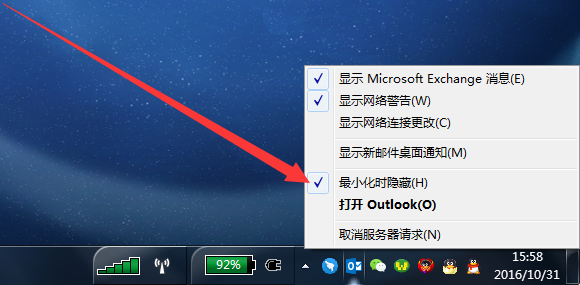 显示 Microsoft Exchange 消息(E)
显示网络警告(W)
显示网络连接更改(C)
显示新邮件桌面通知(M)
最小化时隐藏(H)
打开 Outlook(O)
取消服务器请求(N)
92%
15:58
2016/10/31